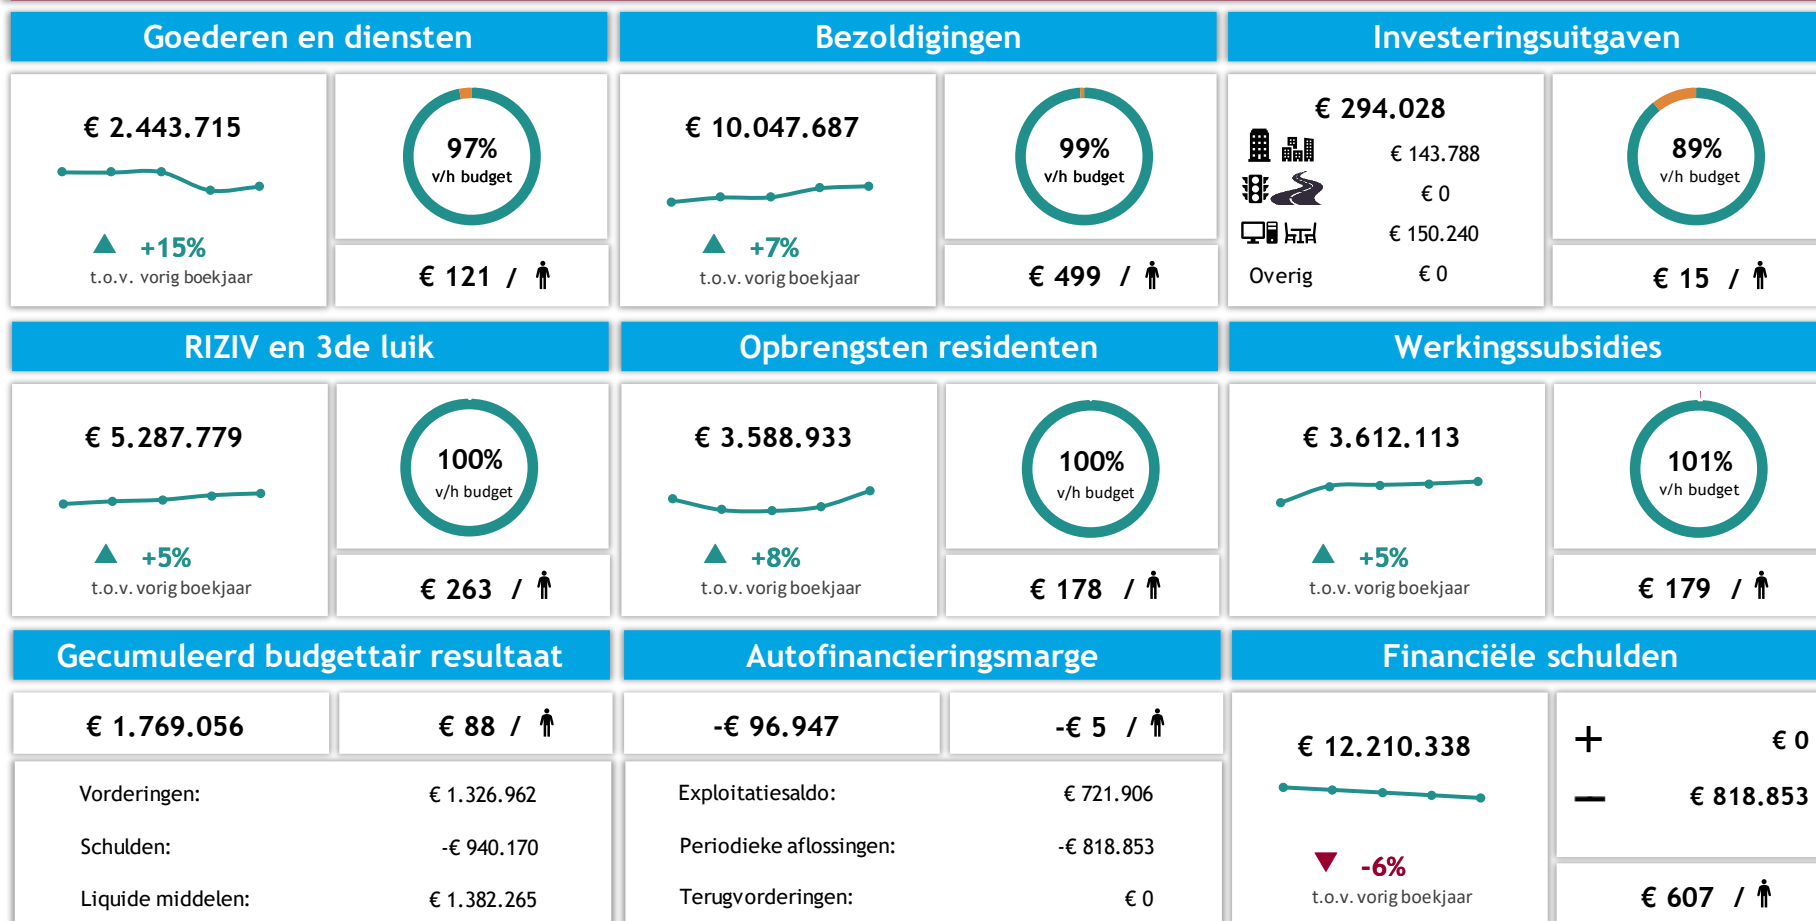 Goederen en diensten
€ 2.443.715
+15%
t.o.v. vorig boekjaar
97%
v/h budget
€ 121 /
Bezoldigingen
€ 10.047.687
+7%
t.o.v. vorig boekjaar
99%
v/h budget
€ 499 /
Investeringsuitgaven
€ 294.028
€ 143.788
€ 0
€ 150.240
Overig € 0
89%
v/h budget
€ 15 /
RIZIV en 3de luik
€ 5.287.779
+5%
t.o.v. vorig boekjaar
100%
v/h budget
€ 263 /
Opbrengsten residenten
€ 3.588.933
+8%
t.o.v. vorig boekjaar
100%
v/h budget
€ 178 /
Werkingssubsidies
€ 3.612.113
+5%
t.o.v. vorig boekjaar
101%
v/h budget
€ 179 /
Gecumuleerd budgettair resultaat
€ 1.769.056
€ 88 /
Vorderingen: € 1.326.962
Schulden: -€ 940.170
Liquide middelen: € 1.382.265
Autofinancieringsmarge
-€ 96.947
-€ 5 /
Exploitatiesaldo: € 721.906
Periodieke aflossingen: -€ 818.853
Terugvorderingen: € 0
Financiële schulden
€ 12.210.338
-6%
t.o.v. vorig boekjaar
+ € 0
− € 818.853
€ 607 /